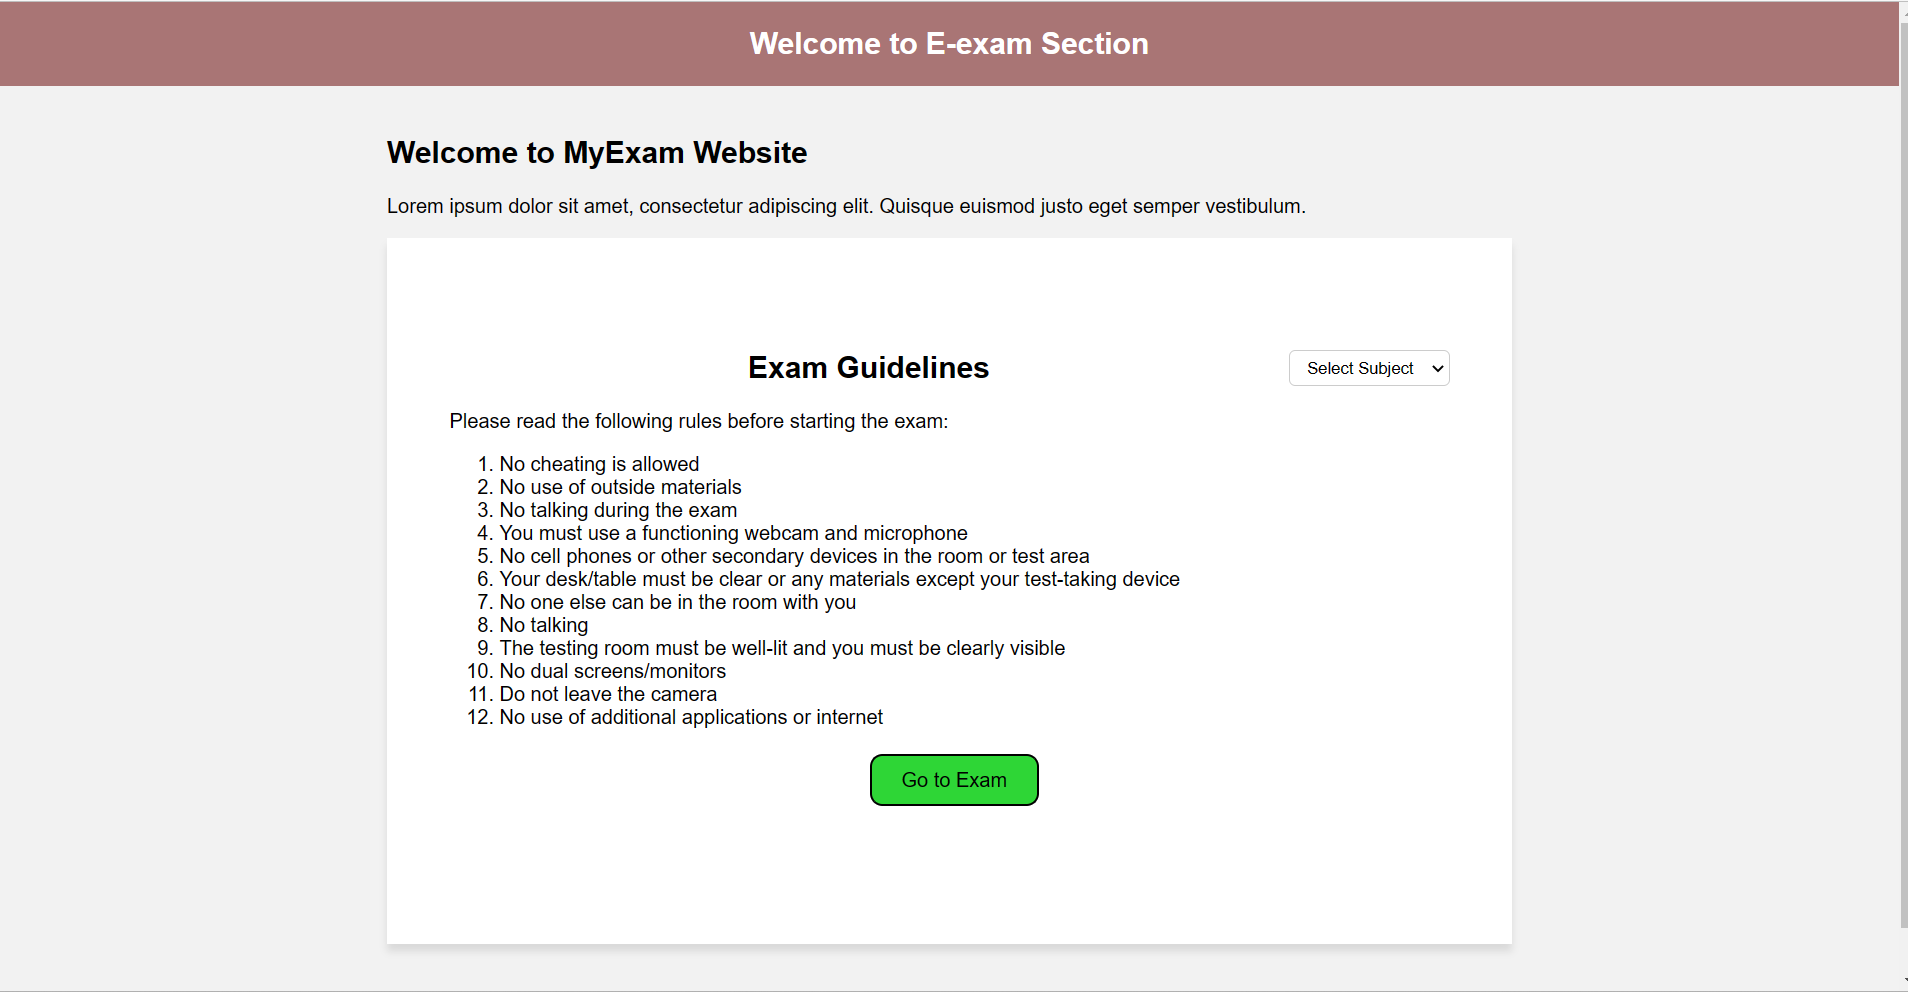 Welcome to E-exam Section
Welcome to MyExam Website
Lorem ipsum dolor sit amet, consectetur adipiscing elit. Quisque euismod justo eget semper vestibulum.
Exam Guidelines
Select Subject
Please read the following rules before starting the exam:
1. No cheating is allowed
2. No use of outside materials
3. No talking during the exam
4. You must use a functioning webcam and microphone
5. No cell phones or other secondary devices in the room or test area
6. Your desk/table must be clear or any materials except your test-taking device
7. No one else can be in the room with you
8. No talking
9. The testing room must be well-lit and you must be clearly visible
10. No dual screens/monitors
11. Do not leave the camera
12. No use of additional applications or internet
Go to Exam